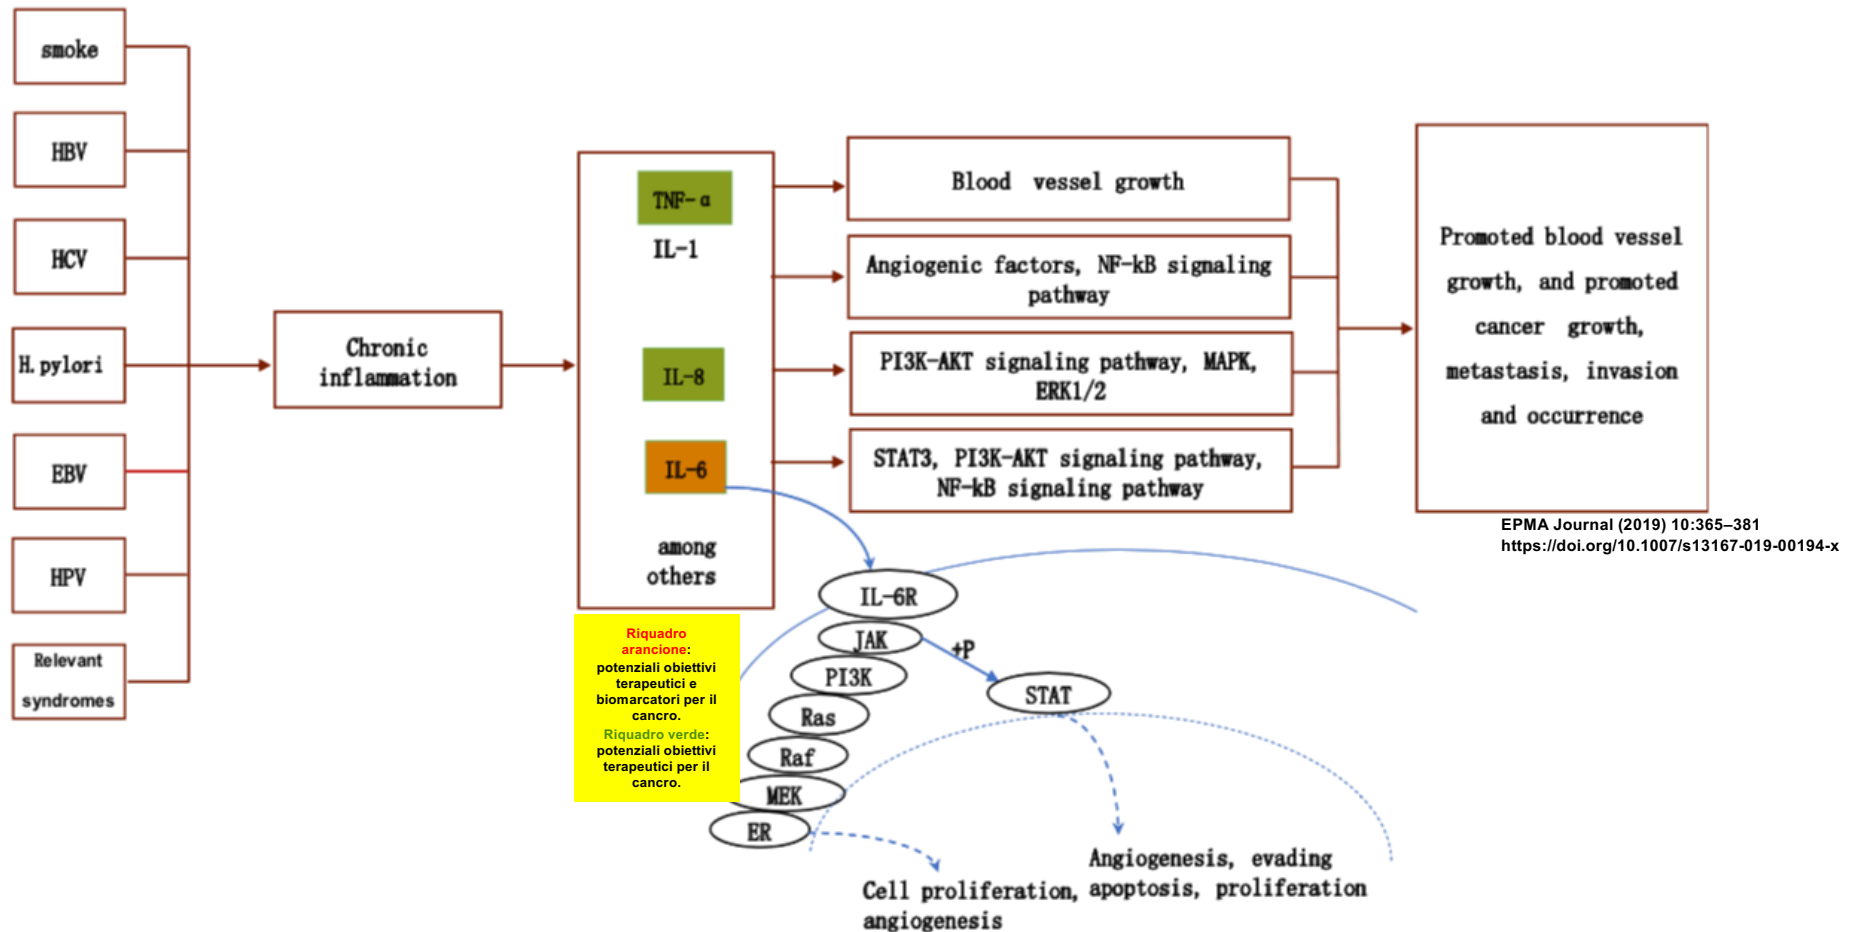 smoke
HBV
HCV
H.pylori
EBV
HPV
Relevant
syndromes
Chronic
inflammation
TNF-α
IL-1
IL-8
IL-6
among
others
Blood vessel growth
Angiogenic factors, NF-kB signaling
pathway
PI3K-AKT signaling pathway, MAPK,
ERK1/2
STAT3, PI3K-AKT signaling pathway,
NF-kB signaling pathway
Promoted blood vessel
growth, and promoted
cancer growth,
metastasis, invasion
and occurrence
EPMA Journal (2019) 10:365–381
https://doi.org/10.1007/s13167-019-00194-x
Riquadro
arancione:
potenziali obiettivi
terapeutici e
biomarcatori per il
cancro.
Riquadro verde:
potenziali obiettivi
terapeutici per il
cancro.
IL-6R
JAK
+P
PI3K
STAT
Ras
Raf
MEK
ER
Cell proliferation,
angiogenesis
Angiogenesis, evading
apoptosis, proliferation